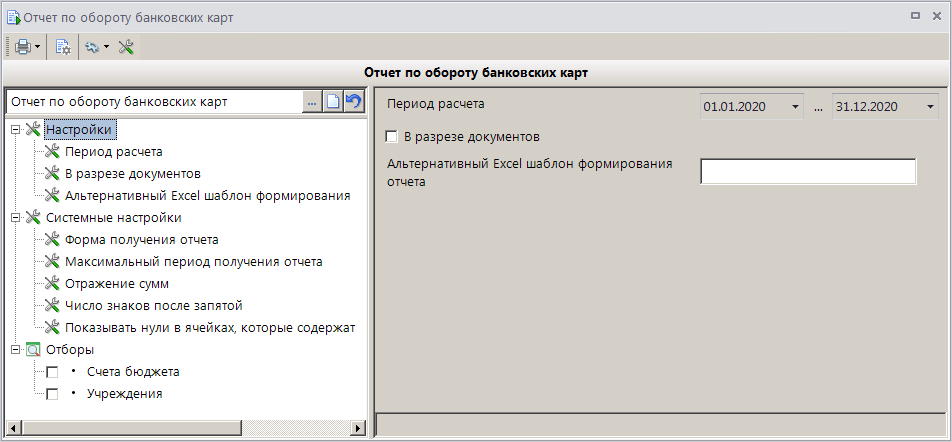 Отчет по обороту банковских карт
Отчет по обороту банковских карт
Отчет по обороту банковских карт ...
Настройки
Период расчета
В разрезе документов
Альтернативный Excel шаблон формирования
Системные настройки
Форма получения отчета
Максимальный период получения отчета
Отражение сумм
Число знаков после запятой
Показывать нули в ячейках, которые содержат
Отборы
Счета бюджета
Учреждения
Период расчета 01.01.2020 ... 31.12.2020
В разрезе документов
Альтернативный Excel шаблон формирования
отчета